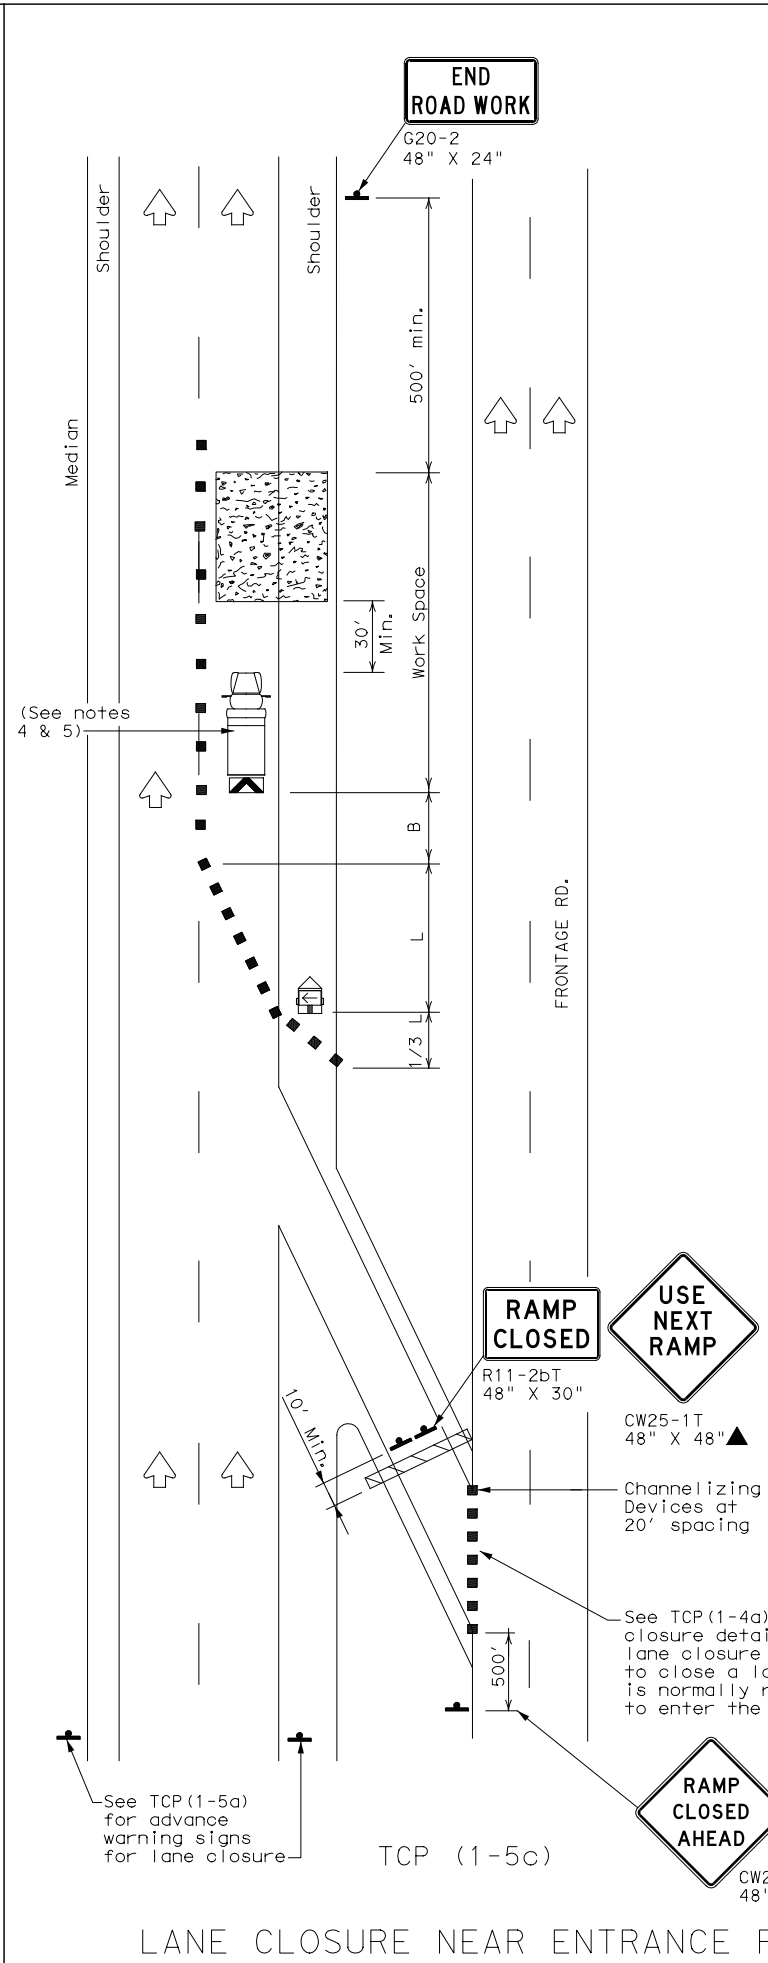 END
ROAD WORK
G20-2
48" X 24"
Shoulder
Shoulder
500' min.
Median
Work Space
30'
Min.
(See notes
4 & 5)
B
L
FRONTAGE RD.
1/3 L
USE
NEXT
RAMP
RAMP
CLOSED
R11-2bT
48" X 30"
10' Min.
CW25-1T
48" X 48"
Channelizing
Devices at
20' spacing
See TCP(1-4a)
closure detai
lane closure
to close a l
is normally
to enter the
500'
See TCP(1-5a)
for advance
warning signs
for lane closure
RAMP
CLOSED
AHEAD
CW2
48"
TCP (1-5c)
LANE CLOSURE NEAR ENTRANCE